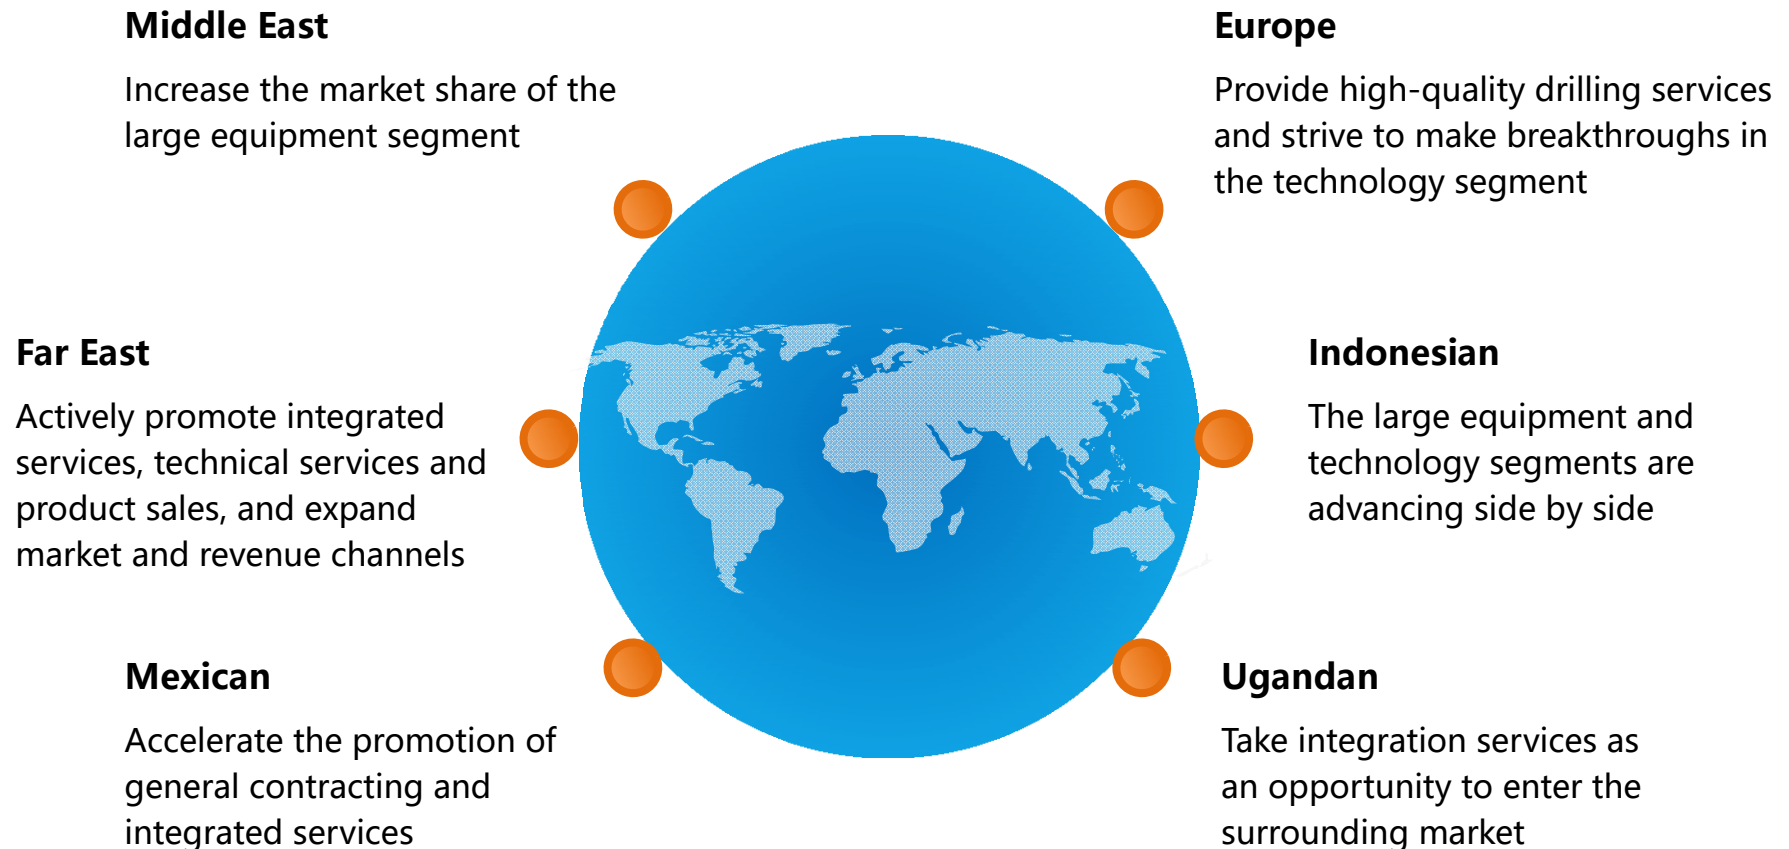 Middle East
Increase the market share of the
large equipment segment
Europe
Provide high-quality drilling services
and strive to make breakthroughs in
the technology segment
Far East
Actively promote integrated
services, technical services and
product sales, and expand
market and revenue channels
Indonesian
The large equipment and
technology segments are
advancing side by side
Mexican
Accelerate the promotion of
general contracting and
integrated services
Ugandan
Take integration services as
an opportunity to enter the
surrounding market